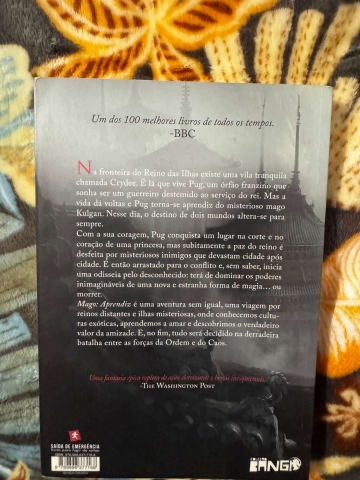 Um dos 100 melhores livros de todos os tempos.
-BBC
Na fronteira do Reino das Ilhas existe uma vila tranquila
chamada Crydee. É lá que vive Pug, um órfão franzino que
sonha ser um guerreiro destemido ao serviço do rei. Mas a
vida dá voltas e Pug torna-se aprendiz do misterioso mago
Kulgan. Nesse dia, o destino de dois mundos altera-se para
sempre.
Com a sua coragem, Pug conquista um lugar na corte e no
coração de uma princesa, mas subitamente a paz do reino é
desfeita por misteriosos inimigos que devastam cidade após
cidade. E então arrastado para o conflito e, sem saber, inicia
uma odisseia pelo desconhecido: terá de dominar os poderes
inimagináveis de uma nova e estranha forma de magia... ou
morrer.
Mago: Aprendiz é uma aventura sem igual, uma viagem por
reinos distantes e ilhas misteriosas, onde conhecemos cultu-
ras exóticas, aprendemos a amar e descobrimos o verdadeiro
valor da amizade. E, no fim, tudo será decidido na derradeira
batalha entre as forças da Ordem e do Caos.
Uma fantasia épica repleta de ação
-The Washington Post
SAÍDA DE EMERGÊNCIA
BANG!